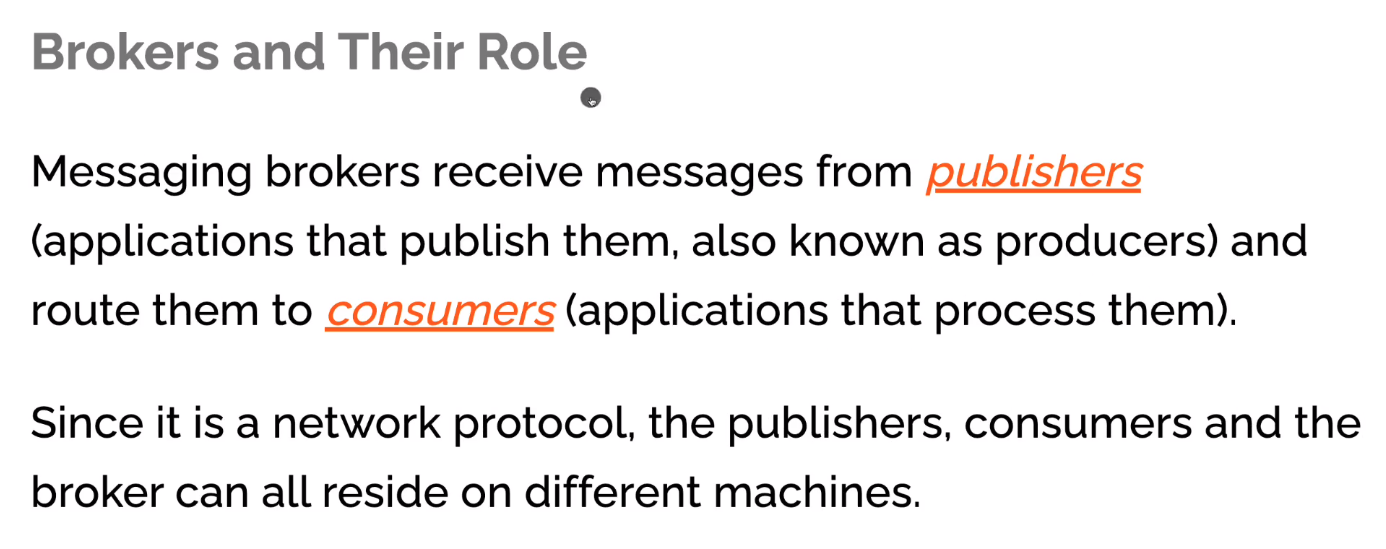 Brokers and Their Role
Messaging brokers receive messages from publishers
(applications that publish them, also known as producers) and
route them to consumers (applications that process them).
Since it is a network protocol, the publishers, consumers and the
broker can all reside on different machines.